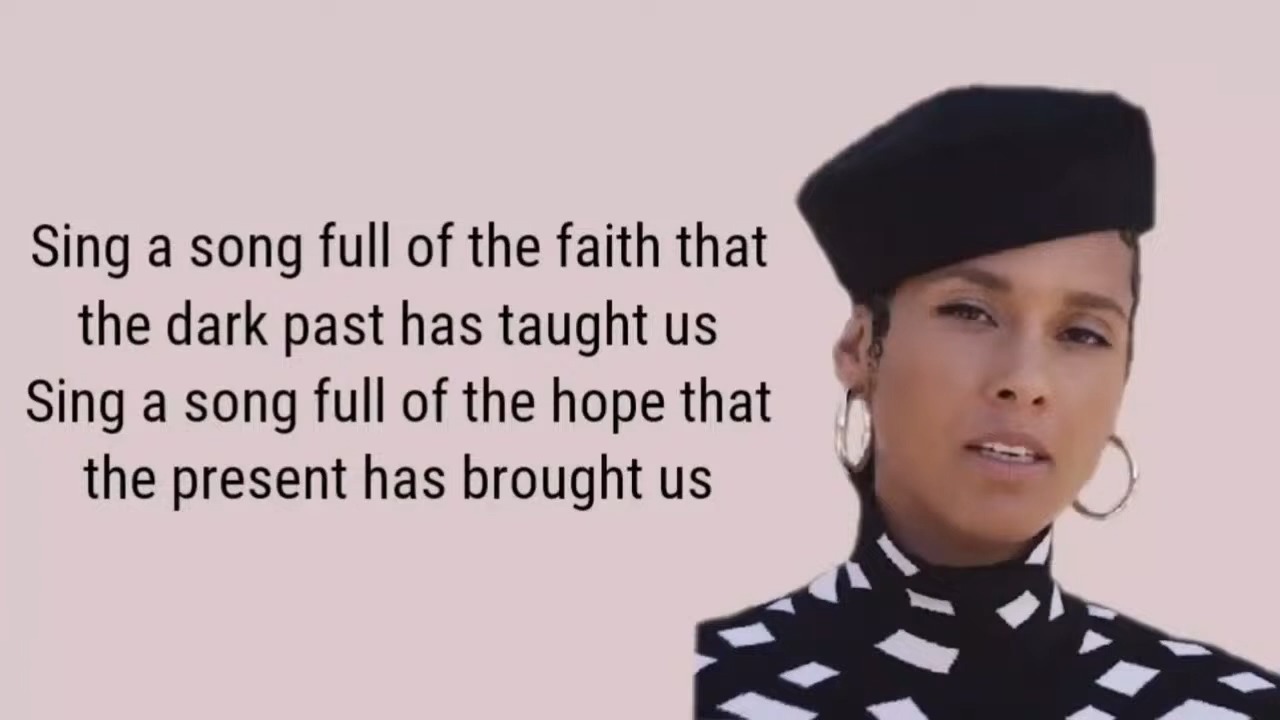 Sing a song full of the faith that
the dark past has taught us
Sing a song full of the hope that
the present has brought us